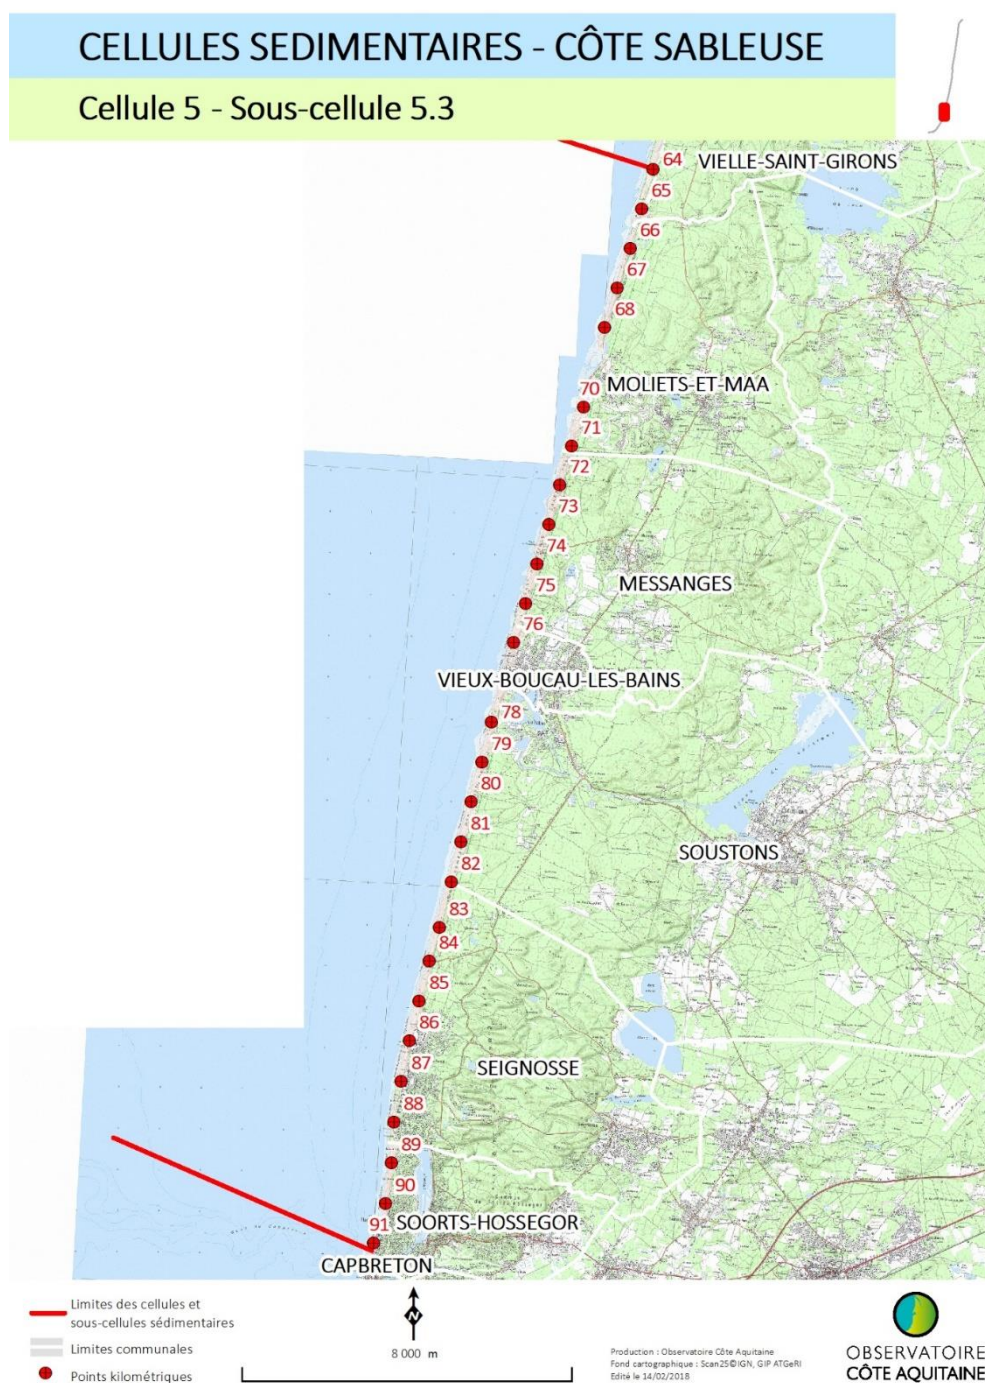 CELLULES SEDIMENTAIRES - CÔTE SABLEUSE
Cellule 5 - Sous-cellule 5.3
64 VIELLE-SAINT-GIRONS
65
66
67
68
MOLIETS-ET-MAA
70
71
72
73
74
75
MESSANGES
76
VIEUX-BOUCAU-LES-BAINS
78
79
80
81
82
SOUSTONS
83
84
85
86
87
SEIGNOSSE
88
89
90
91 SOORTS-HOSSEGOR
CAPBRETON
Limites des cellules et
sous-cellules sédimentaires
Limites communales
Points kilométriques
N
8 000 m
Production : Observatoire Côte Aquitaine
Fond cartographique : Scan25©IGN, GIP ATGeRI
Edité le 14/02/2018
OBSERVATOIRE
CÔTE AQUITAINE